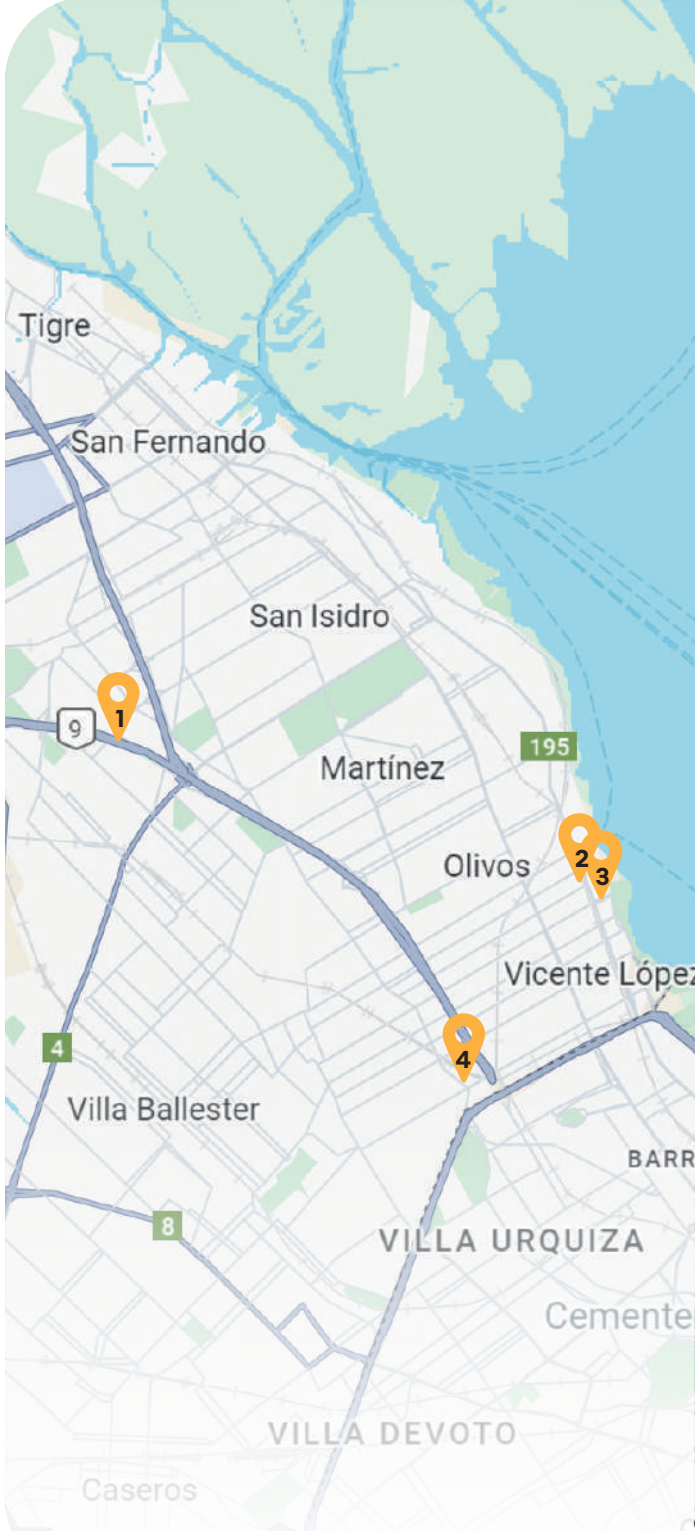 Tigre
San Fernando
San Isidro
1
9
195
Martínez
2
Olivos
3
Vicente López
4
4
Villa Ballester
BARR
8
VILLA URQUIZA
Cemente
VILLA DEVOTO
Caseros